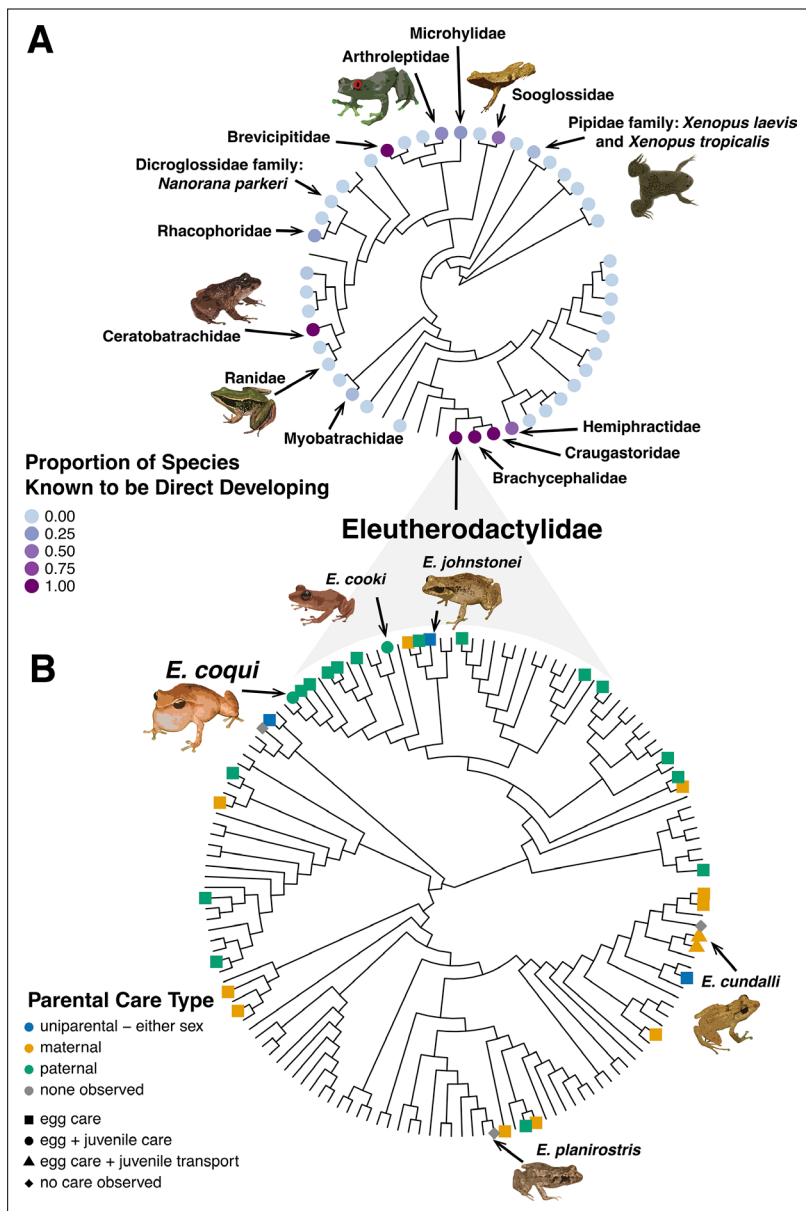 A
Microhylidae
Arthroleptidae
Sooglossidae
Brevicipitidae
Pipidae family: Xenopus laevis
and Xenopus tropicalis
Dicroglossidae family:
Nanorana parkeri
Rhacophoridae
Ceratobatrachidae
Ranidae
Myobatrachidae
Hemiphractidae
Craugastoridae
Brachycephalidae
Proportion of Species
Known to be Direct Developing
0.00
0.25
0.50
0.75
1.00
Eleutherodactylidae
B
E. johnstonei
E. cooki
E. coqui
E. cundalli
E. planirostris
Parental Care Type
uniparental – either sex
maternal
paternal
none observed
egg care
egg + juvenile care
egg care + juvenile transport
no care observed